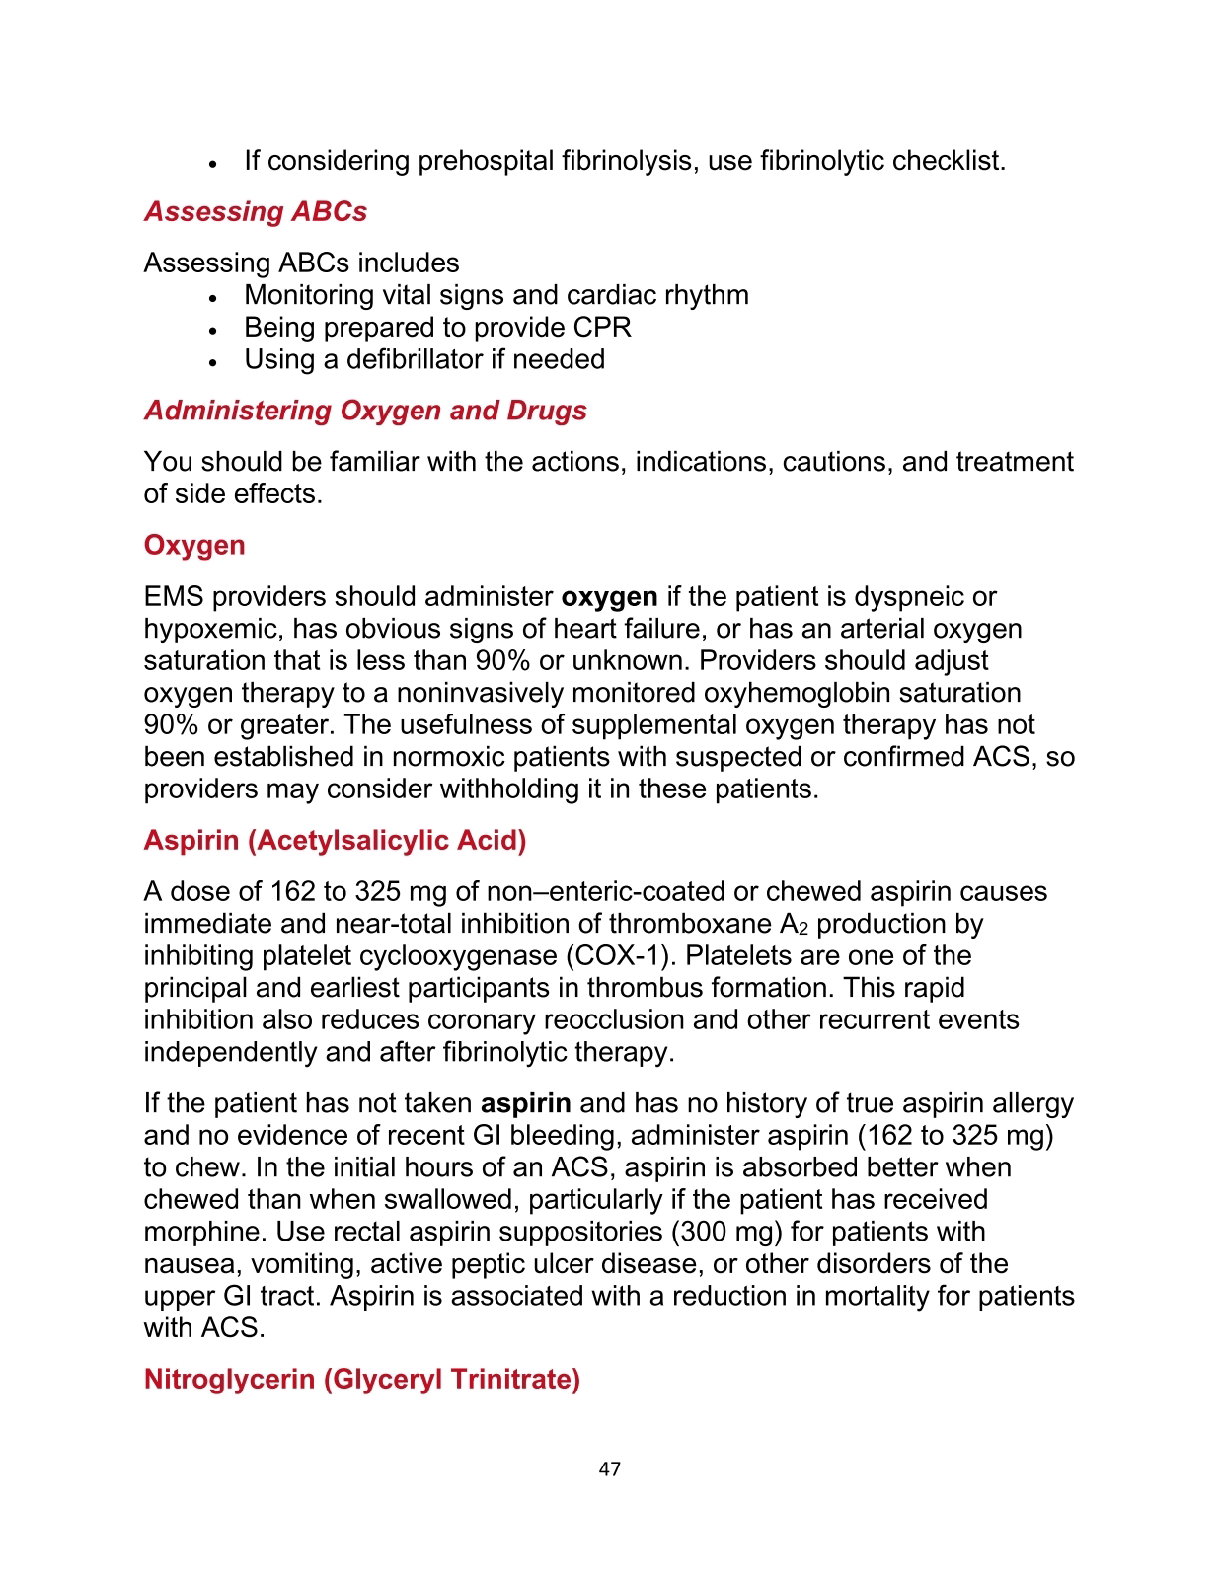 • If considering prehospital fibrinolysis, use fibrinolytic checklist.
Assessing ABCs
Assessing ABCs includes
• Monitoring vital signs and cardiac rhythm
• Being prepared to provide CPR
• Using a defibrillator if needed
Administering Oxygen and Drugs
You should be familiar with the actions, indications, cautions, and treatment
of side effects.
Oxygen
EMS providers should administer oxygen if the patient is dyspneic or
hypoxemic, has obvious signs of heart failure, or has an arterial oxygen
saturation that is less than 90% or unknown. Providers should adjust
oxygen therapy to a noninvasively monitored oxyhemoglobin saturation
90% or greater. The usefulness of supplemental oxygen therapy has not
been established in normoxic patients with suspected or confirmed ACS, so
providers may consider withholding it in these patients.
Aspirin (Acetylsalicylic Acid)
A dose of 162 to 325 mg of non–enteric-coated or chewed aspirin causes
immediate and near-total inhibition of thromboxane A₂ production by
inhibiting platelet cyclooxygenase (COX-1). Platelets are one of the
principal and earliest participants in thrombus formation. This rapid
inhibition also reduces coronary reocclusion and other recurrent events
independently and after fibrinolytic therapy.
If the patient has not taken aspirin and has no history of true aspirin allergy
and no evidence of recent GI bleeding, administer aspirin (162 to 325 mg)
to chew. In the initial hours of an ACS, aspirin is absorbed better when
chewed than when swallowed, particularly if the patient has received
morphine. Use rectal aspirin suppositories (300 mg) for patients with
nausea, vomiting, active peptic ulcer disease, or other disorders of the
upper GI tract. Aspirin is associated with a reduction in mortality for patients
with ACS.
Nitroglycerin (Glyceryl Trinitrate)
47